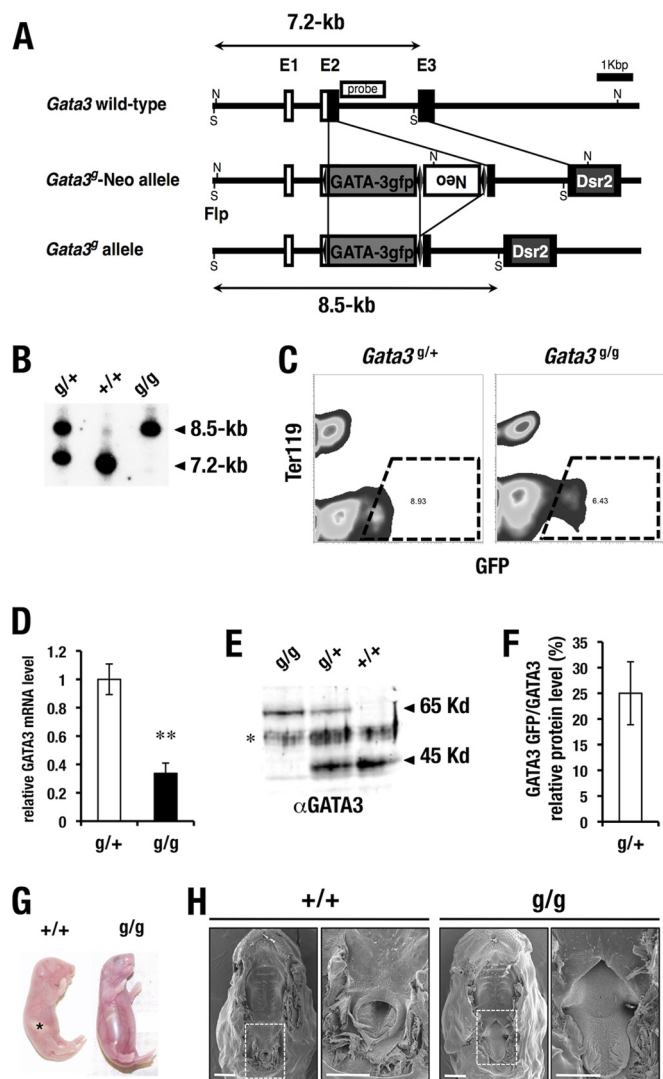 A
7.2-kb
E1 E2 E3
1Kbp
probe
Gata3 wild-type
N N
S S
Gata3g-Neo allele
N N N
GATA-3gfp Neo Dsr2
S S
Flp
Gata3g allele
GATA-3gfp Dsr2
S S
8.5-kb
B
g/+ +/+ g/g
8.5-kb
7.2-kb
C
Gata3 g/+ Gata3 g/g
Ter119
8.93 6.43
GFP
D
relative GATA3 mRNA level
1.2
1
0.8
0.6
0.4
0.2
0
**
g/+ g/g
E
g/g g/+ +/+
65 Kd
*
45 Kd
αGATA3
F
GATA3 GFP/GATA3
relative protein level (%)
35
30
25
20
15
10
5
0
g/+
G
+/+ g/g
*
H
+/+ g/g